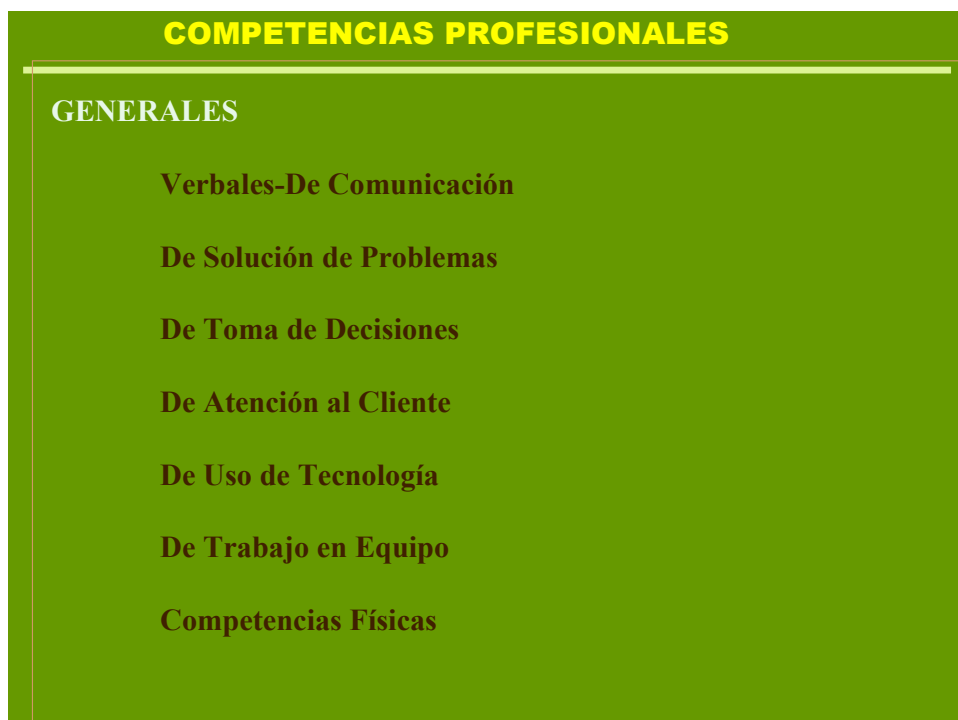 COMPETENCIAS PROFESIONALES
GENERALES
Verbales-De Comunicación
De Solución de Problemas
De Toma de Decisiones
De Atención al Cliente
De Uso de Tecnología
De Trabajo en Equipo
Competencias Físicas